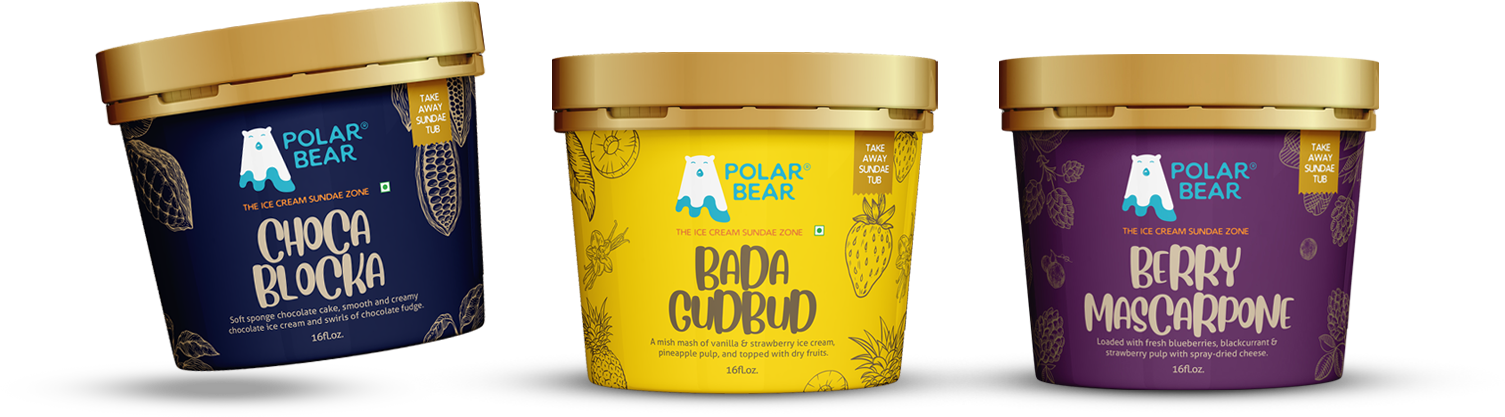 TAKE
AWAY
SUNDAE
TUB
POLAR®
BEAR
THE ICE CREAM SUNDAE ZONE
CHOCA
BLOCKA
Soft sponge chocolate cake, smooth and creamy
chocolate ice cream and swirls of chocolate fudge.
16fl.oz.
TAKE
AWAY
SUNDAE
TUB
POLAR®
BEAR
THE ICE CREAM SUNDAE ZONE
BADA
GUDBUD
A mish mash of vanilla & strawberry ice cream,
pineapple pulp, and topped with dry fruits.
16fl.oz.
TAKE
AWAY
SUNDAE
TUB
POLAR®
BEAR
THE ICE CREAM SUNDAE ZONE
BERRY
MASCARPONE
Loaded with fresh blueberries, blackcurrant &
strawberry pulp with spray-dried cheese.
16fl.oz.